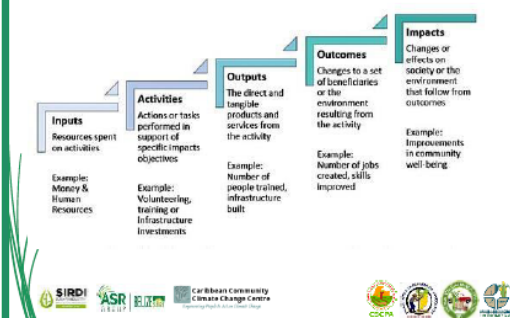 Inputs
Resources spent
on activities
Example:
Money &
Human
Resources
Activities
Actions or tasks
performed in
support of
specific impacts
objectives
Example:
Volunteering,
training or
Infrastructure
Investments
Outputs
The direct and
tangible
products and
services from
the activity
Example:
Number of
people trained,
infrastructure
built
Outcomes
Changes to a set
of beneficiaries
or the
environment
resulting from
the activity
Example:
Number of jobs
created, skills
improved
Impacts
Changes or
effects on
society or the
environment
that follow from
outcomes
Example:
Improvements
in community
well-being
SIRDI
ASR
GROUP
BELIZE
Caribbean Community
Climate Change Centre
CSCPA